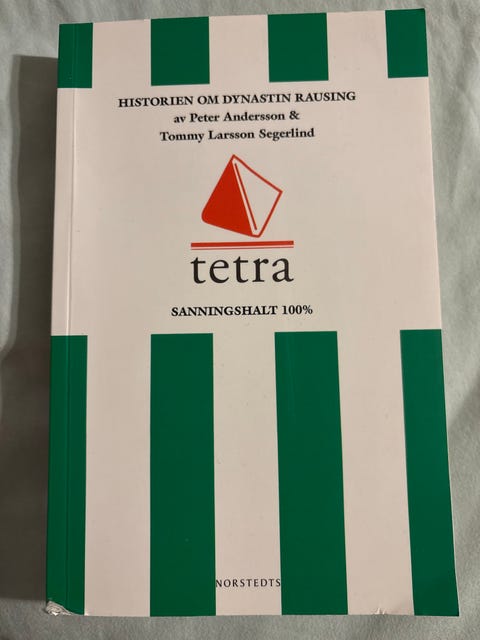 HISTORIEN OM DYNASTIN RAUSING
av Peter Andersson &
Tommy Larsson Segerlind
tetra
SANNINGSHALT 100%
NORSTEDTS